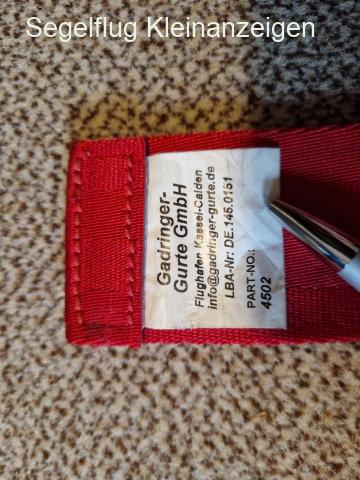 Segelflug Kleinanzeigen
Gadringer-
Gurte GmbH
Flughafen Kassel-Calden
info@gadringer-gurte.de
LBA-Nr: DE.145.0151
PART-NO.:
4502